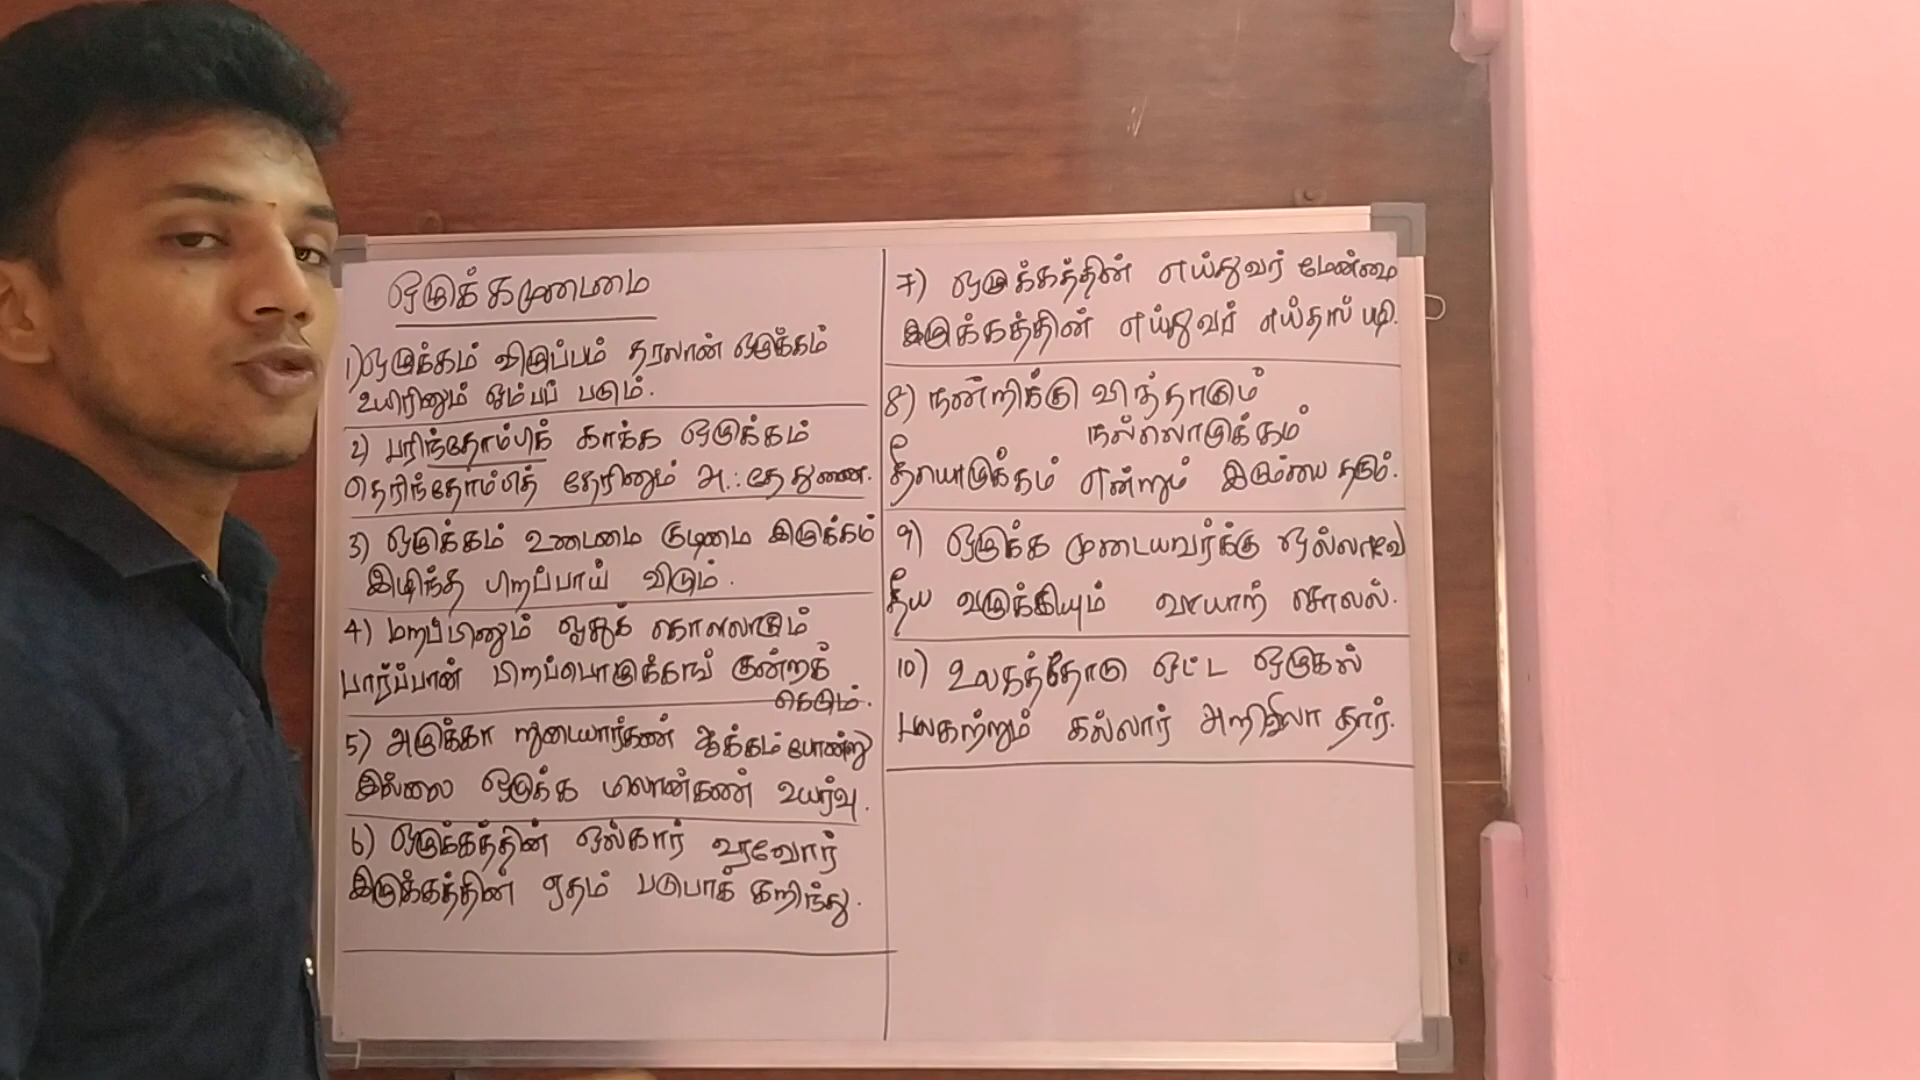 ஒழுக்கமுடைமை
1) ஒழுக்கம் விழுப்பம் தரலான் ஒழுக்கம்
உயிரினும் ஓம்பப் படும்.
2) பரிந்தோம்பிக் காக்க ஒழுக்கம்
தெரிந்தோம்பித் தேரினும் அஃதே துணை.
3) ஒழுக்கம் உடைமை குடிமை இழுக்கம்
இழிந்த பிறப்பாய் விடும்.
4) மறப்பினும் ஒத்துக் கொளலாகும்
பார்ப்பான் பிறப்பொழுக்கங் குன்றக்
கெடும்.
5) அழுக்கா றுடையார்கண் ஆக்கம் போன்று
இல்லை ஒழுக்க மிலான்கண் உயர்வு.
6) ஒழுக்கத்தின் ஒல்கார் உரவோர்
இழுக்கத்தின் ஏதம் படுபாக் கறிந்து.
7) ஒழுக்கத்தின் எய்துவர் மேன்மை
இழுக்கத்தின் எய்துவர் எய்தாப் பழி.
8) நன்றிக்கு வித்தாகும்
நல்லொழுக்கம்
தீயொழுக்கம் என்றும் இடும்பை தரும்.
9) ஒழுக்க முடையவர்க்கு ஒல்லாவே
தீய வழுக்கியும் வாயாற் சொலல்.
10) உலகத்தோடு ஒட்ட ஒழுகல்
பலகற்றும் கல்லார் அறிவிலா தார்.